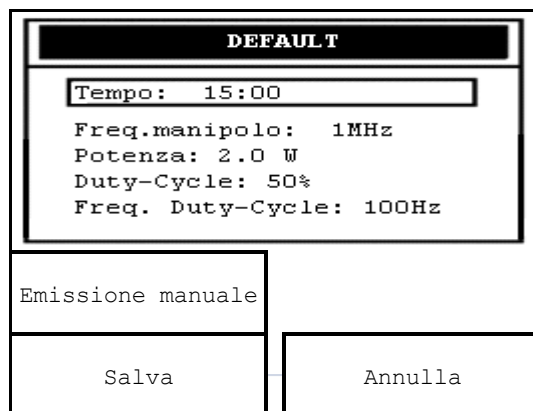 DEFAULT
Tempo: 15:00
Freq.manipolo: 1MHz
Potenza: 2.0 W
Duty-Cycle: 50%
Freq. Duty-Cycle: 100Hz
Emissione manuale
Salva
Annulla